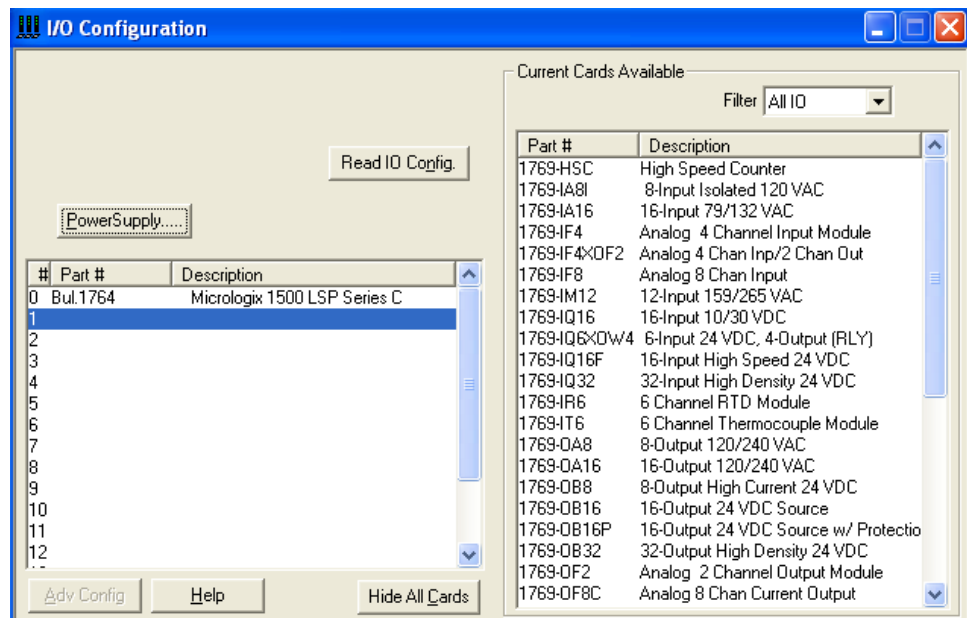 I/O Configuration
Read IO Config.
PowerSupply.....
# Part # Description
0 Bul.1764 Micrologix 1500 LSP Series C
1
2
3
4
5
6
7
8
9
10
11
12
Adv Config Help Hide All Cards
Current Cards Available
Filter All IO
Part # Description
1769-HSC High Speed Counter
1769-IA8I 8-Input Isolated 120 VAC
1769-IA16 16-Input 79/132 VAC
1769-IF4 Analog 4 Channel Input Module
1769-IF4XOF2 Analog 4 Chan Inp/2 Chan Out
1769-IF8 Analog 8 Chan Input
1769-IM12 12-Input 159/265 VAC
1769-IQ16 16-Input 10/30 VDC
1769-IQ6XOW4 6-Input 24 VDC, 4-Output (RLY)
1769-IQ16F 16-Input High Speed 24 VDC
1769-IQ32 32-Input High Density 24 VDC
1769-IR6 6 Channel RTD Module
1769-IT6 6 Channel Thermocouple Module
1769-OA8 8-Output 120/240 VAC
1769-OA16 16-Output 120/240 VAC
1769-OB8 8-Output High Current 24 VDC
1769-OB16 16-Output 24 VDC Source
1769-OB16P 16-Output 24 VDC Source w/ Protectio
1769-OB32 32-Output High Density 24 VDC
1769-OF2 Analog 2 Channel Output Module
1769-OF8C Analog 8 Chan Current Output